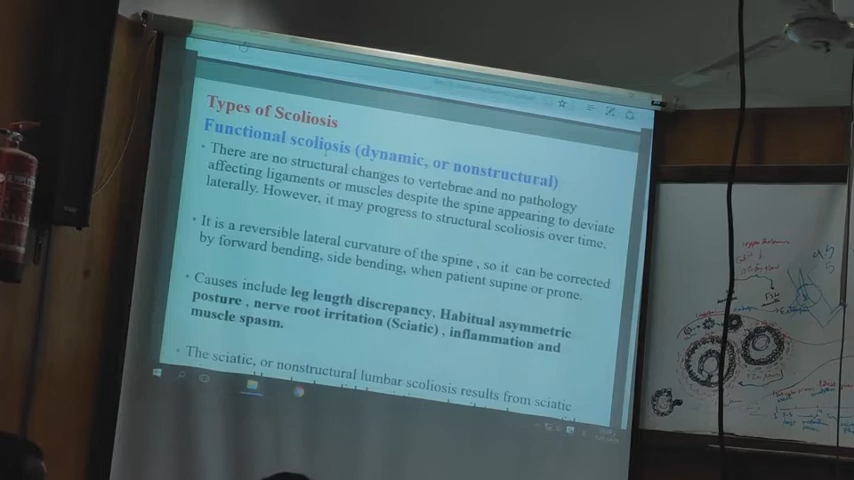 Types of Scoliosis
Functional scoliosis (dynamic, or nonstructural)
• There are no structural changes to vertebrae and no pathology
affecting ligaments or muscles despite the spine appearing to deviate
laterally. However, it may progress to structural scoliosis over time.
• It is a reversible lateral curvature of the spine , so it can be corrected
by forward bending, side bending, when patient supine or prone.
• Causes include leg length discrepancy, Habitual asymmetric
posture , nerve root irritation (Sciatic) , inflammation and
muscle spasm.
• The sciatic, or nonstructural lumbar scoliosis results from sciatic